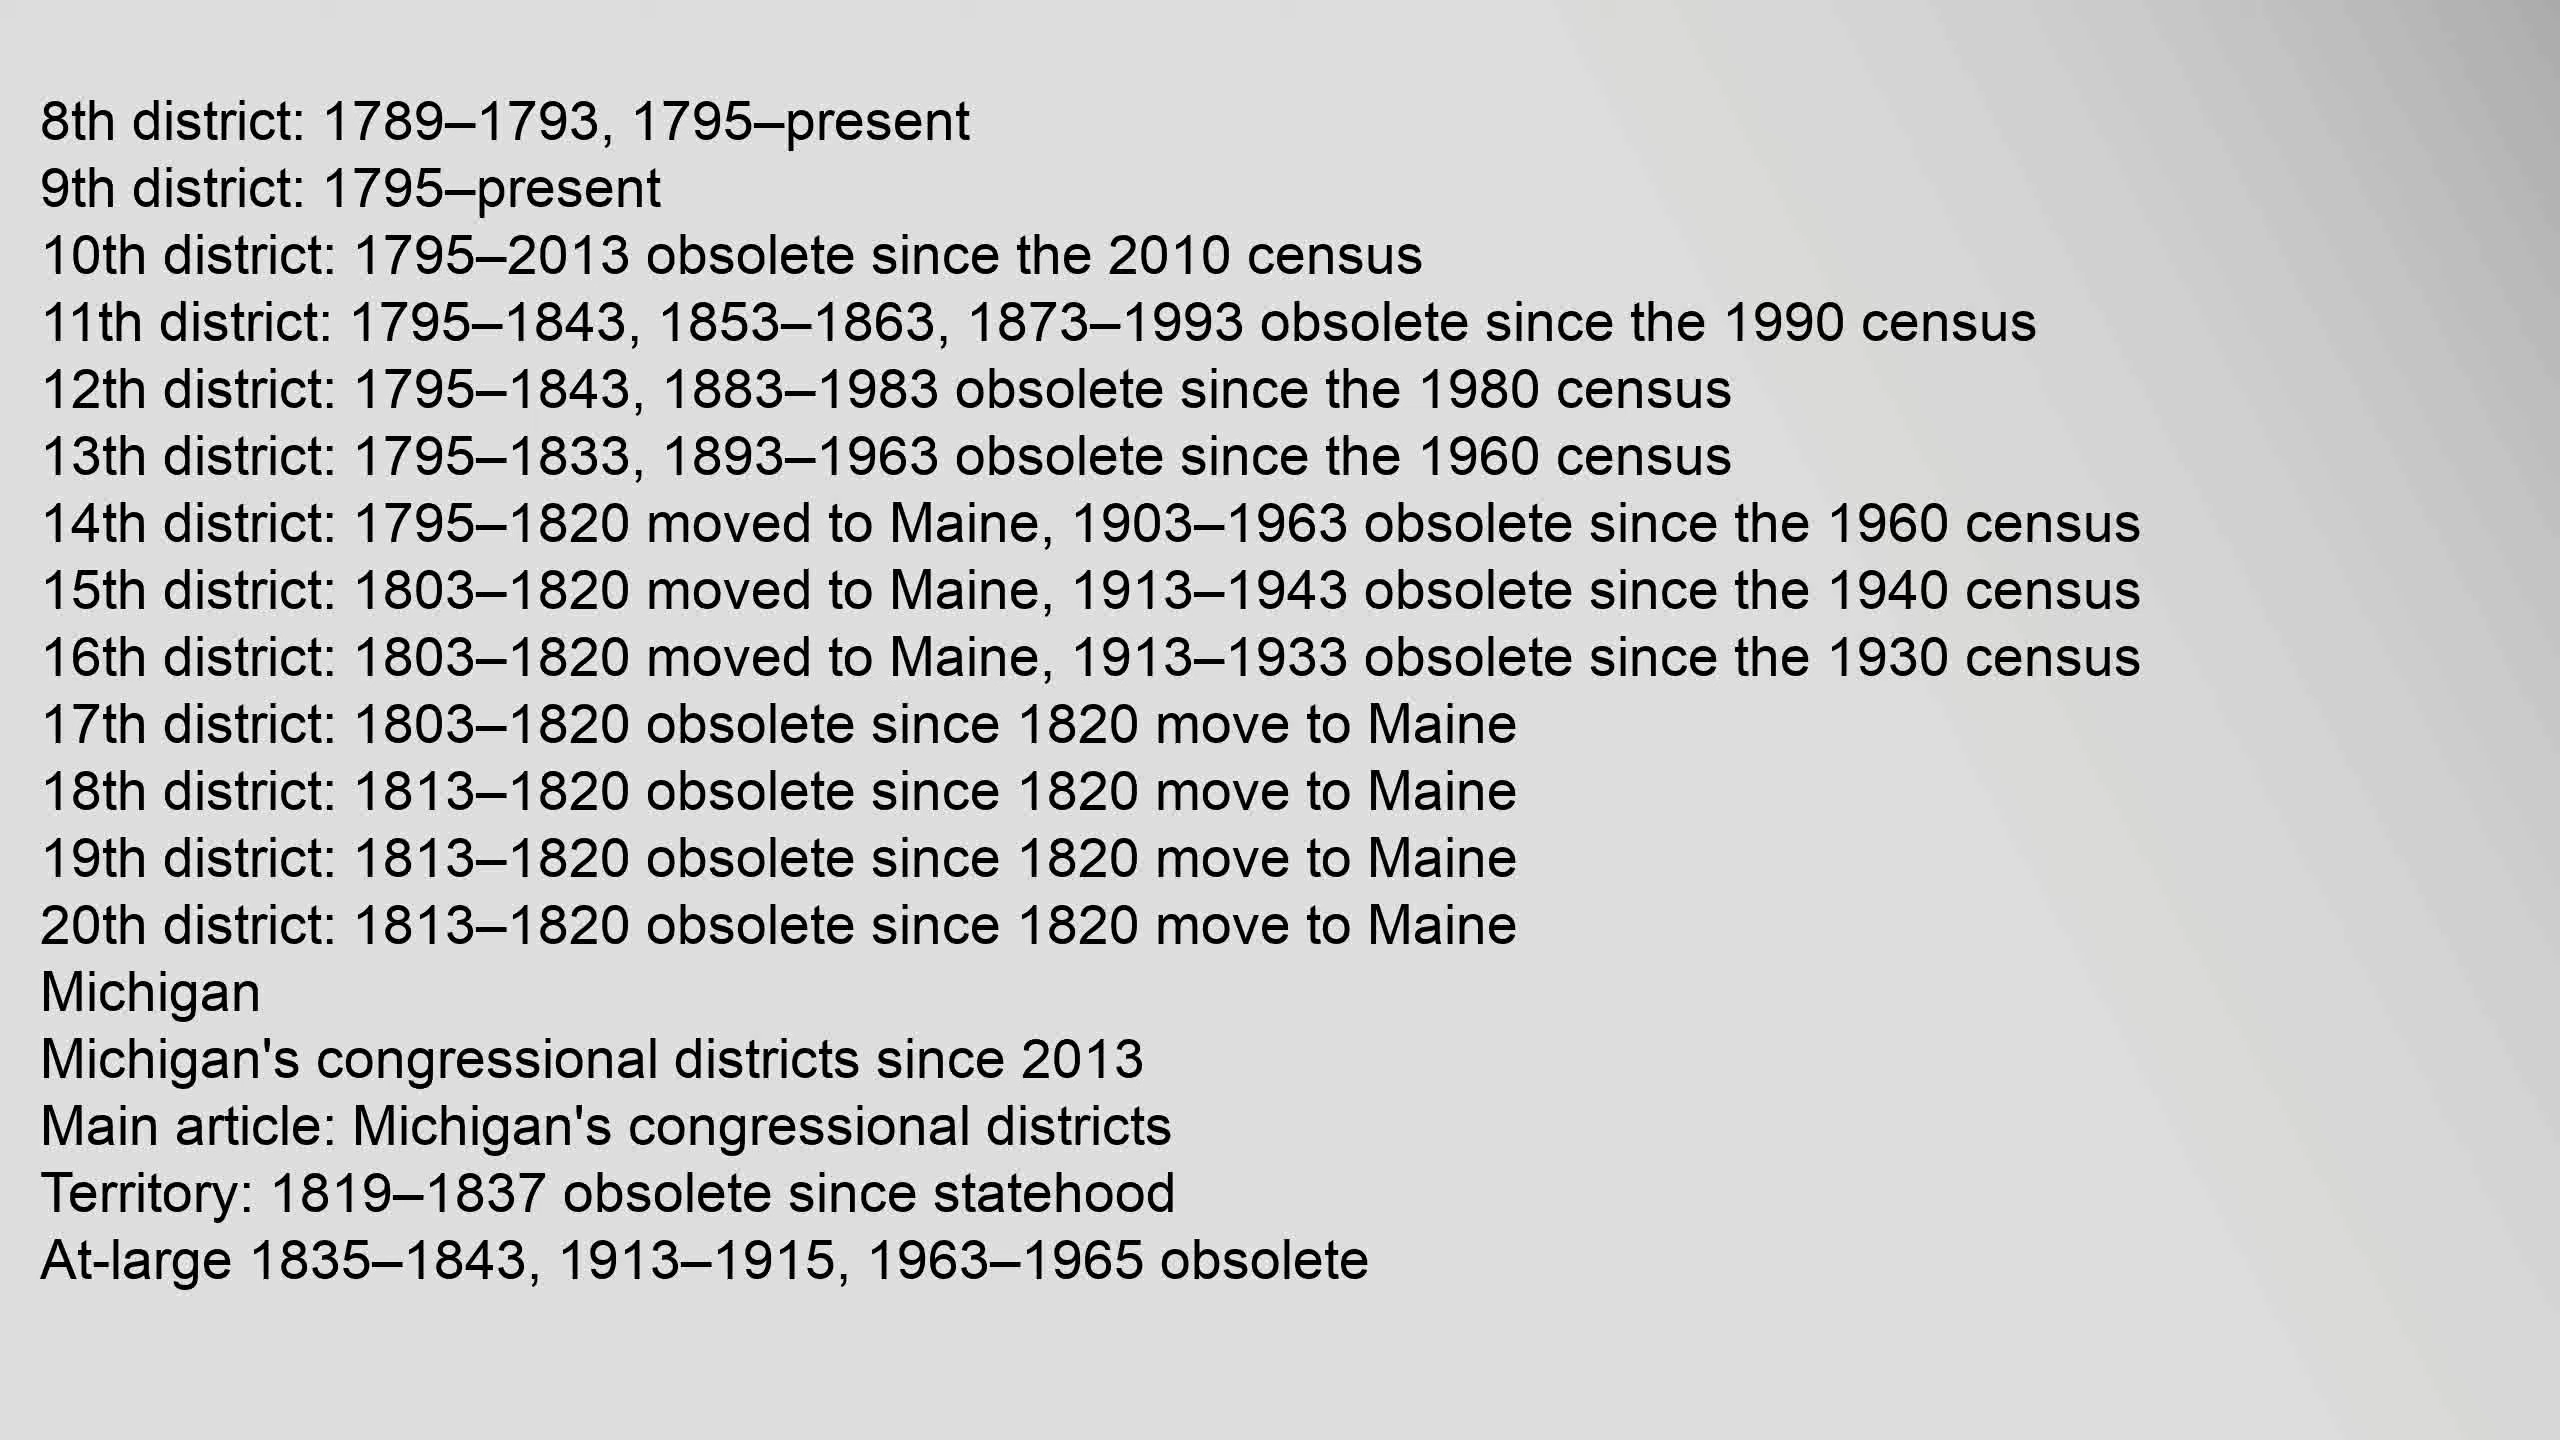 8th district: 1789–1793, 1795–present
9th district: 1795–present
10th district: 1795–2013 obsolete since the 2010 census
11th district: 1795–1843, 1853–1863, 1873–1993 obsolete since the 1990 census
12th district: 1795–1843, 1883–1983 obsolete since the 1980 census
13th district: 1795–1833, 1893–1963 obsolete since the 1960 census
14th district: 1795–1820 moved to Maine, 1903–1963 obsolete since the 1960 census
15th district: 1803–1820 moved to Maine, 1913–1943 obsolete since the 1940 census
16th district: 1803–1820 moved to Maine, 1913–1933 obsolete since the 1930 census
17th district: 1803–1820 obsolete since 1820 move to Maine
18th district: 1813–1820 obsolete since 1820 move to Maine
19th district: 1813–1820 obsolete since 1820 move to Maine
20th district: 1813–1820 obsolete since 1820 move to Maine
Michigan
Michigan's congressional districts since 2013
Main article: Michigan's congressional districts
Territory: 1819–1837 obsolete since statehood
At-large 1835–1843, 1913–1915, 1963–1965 obsolete